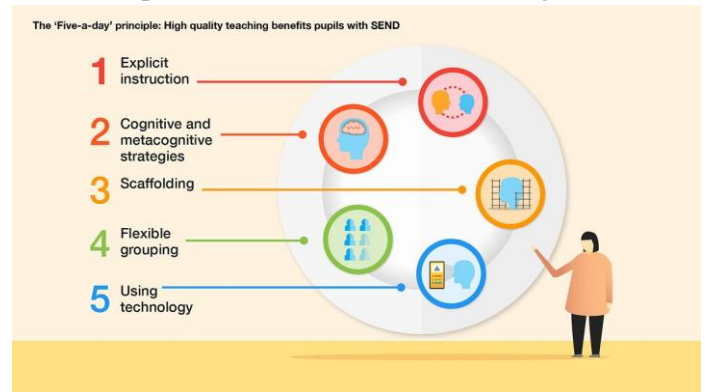 The 'Five-a-day' principle: High quality teaching benefits pupils with SEND
1 Explicit
instruction
2 Cognitive and
metacognitive
strategies
3 Scaffolding
4 Flexible
grouping
5 Using
technology